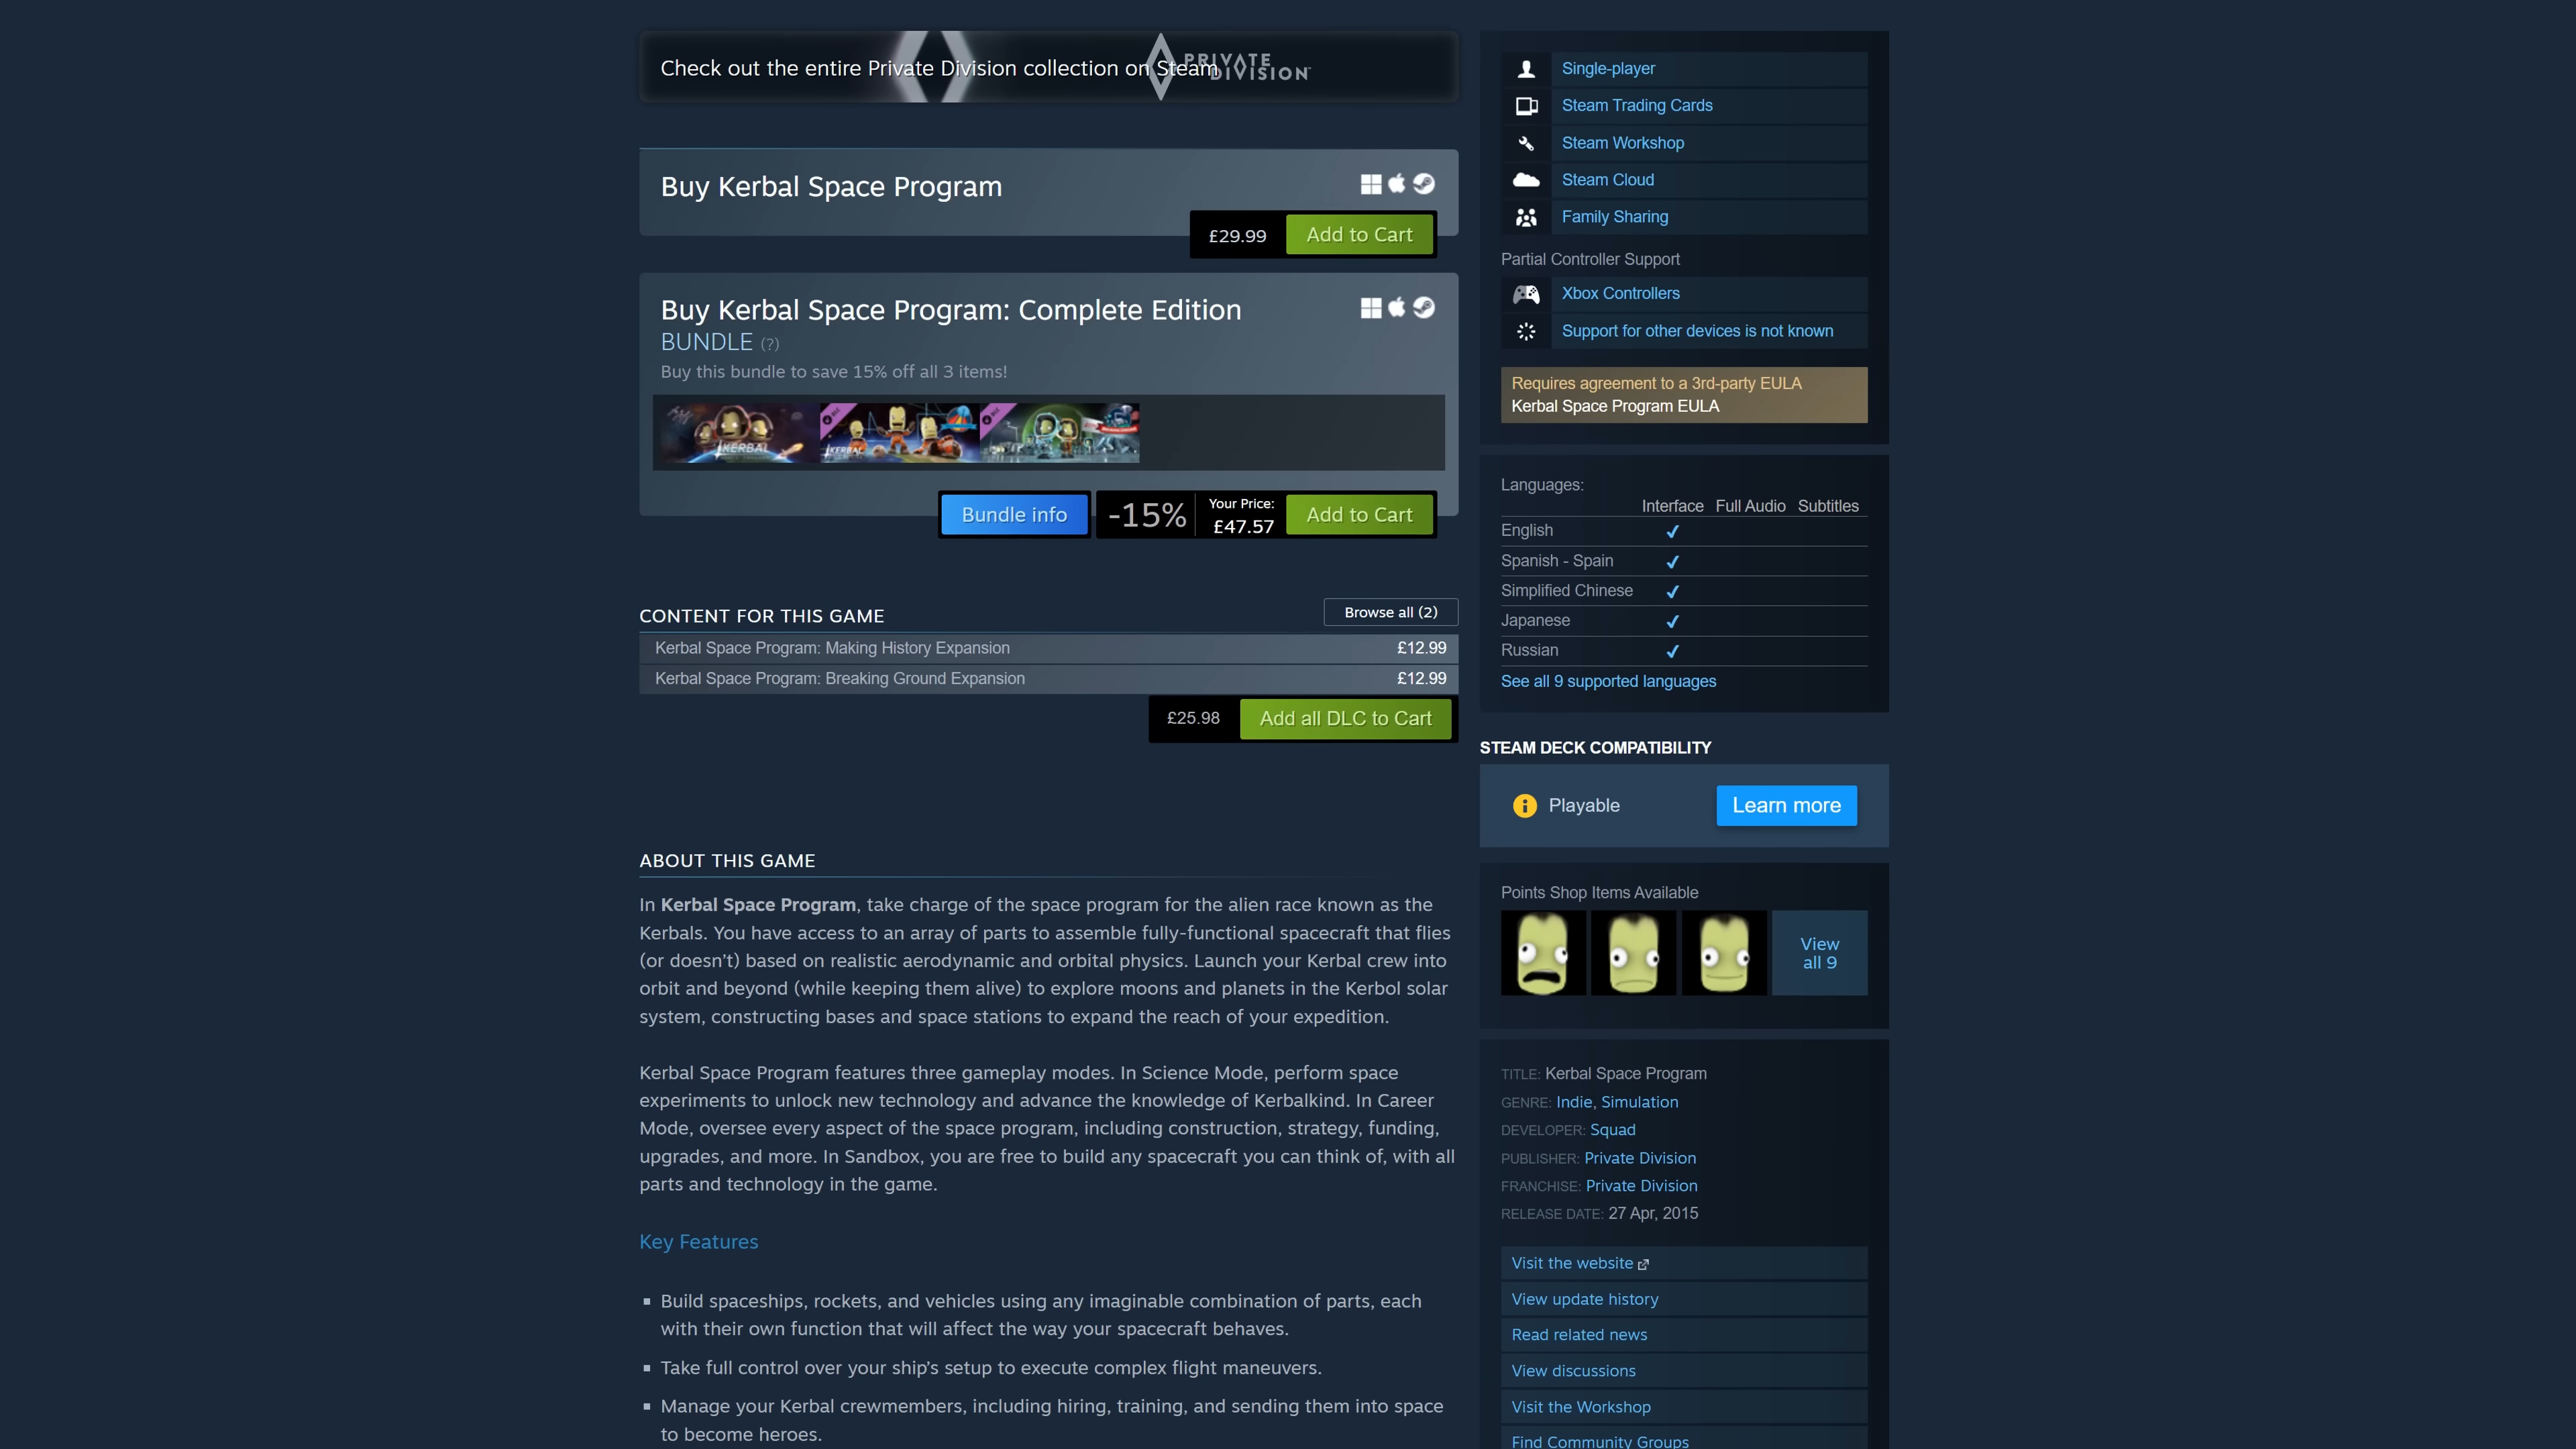 Check out the entire Private Division collection on Steam
PRIVATE
DIVISION
Buy Kerbal Space Program
£29.99
Add to Cart
Buy Kerbal Space Program: Complete Edition
BUNDLE (?)
Buy this bundle to save 15% off all 3 items!
KERBAL
KERBAL
Bundle info
-15%
Your Price:
£47.57
Add to Cart
CONTENT FOR THIS GAME
Browse all (2)
Kerbal Space Program: Making History Expansion £12.99
Kerbal Space Program: Breaking Ground Expansion £12.99
£25.98
Add all DLC to Cart
ABOUT THIS GAME
In Kerbal Space Program, take charge of the space program for the alien race known as the
Kerbals. You have access to an array of parts to assemble fully-functional spacecraft that flies
(or doesn’t) based on realistic aerodynamic and orbital physics. Launch your Kerbal crew into
orbit and beyond (while keeping them alive) to explore moons and planets in the Kerbol solar
system, constructing bases and space stations to expand the reach of your expedition.
Kerbal Space Program features three gameplay modes. In Science Mode, perform space
experiments to unlock new technology and advance the knowledge of Kerbalkind. In Career
Mode, oversee every aspect of the space program, including construction, strategy, funding,
upgrades, and more. In Sandbox, you are free to build any spacecraft you can think of, with all
parts and technology in the game.
Key Features
Build spaceships, rockets, and vehicles using any imaginable combination of parts, each
with their own function that will affect the way your spacecraft behaves.
Take full control over your ship’s setup to execute complex flight maneuvers.
Manage your Kerbal crewmembers, including hiring, training, and sending them into space
to become heroes.
Single-player
Steam Trading Cards
Steam Workshop
Steam Cloud
Family Sharing
Partial Controller Support
Xbox Controllers
Support for other devices is not known
Requires agreement to a 3rd-party EULA
Kerbal Space Program EULA
Languages:
Interface Full Audio Subtitles
English ✔
Spanish - Spain ✔
Simplified Chinese ✔
Japanese ✔
Russian ✔
See all 9 supported languages
STEAM DECK COMPATIBILITY
Playable
Learn more
Points Shop Items Available
View
all 9
TITLE: Kerbal Space Program
GENRE: Indie, Simulation
DEVELOPER: Squad
PUBLISHER: Private Division
FRANCHISE: Private Division
RELEASE DATE: 27 Apr, 2015
Visit the website
View update history
Read related news
View discussions
Visit the Workshop
Find Community Groups